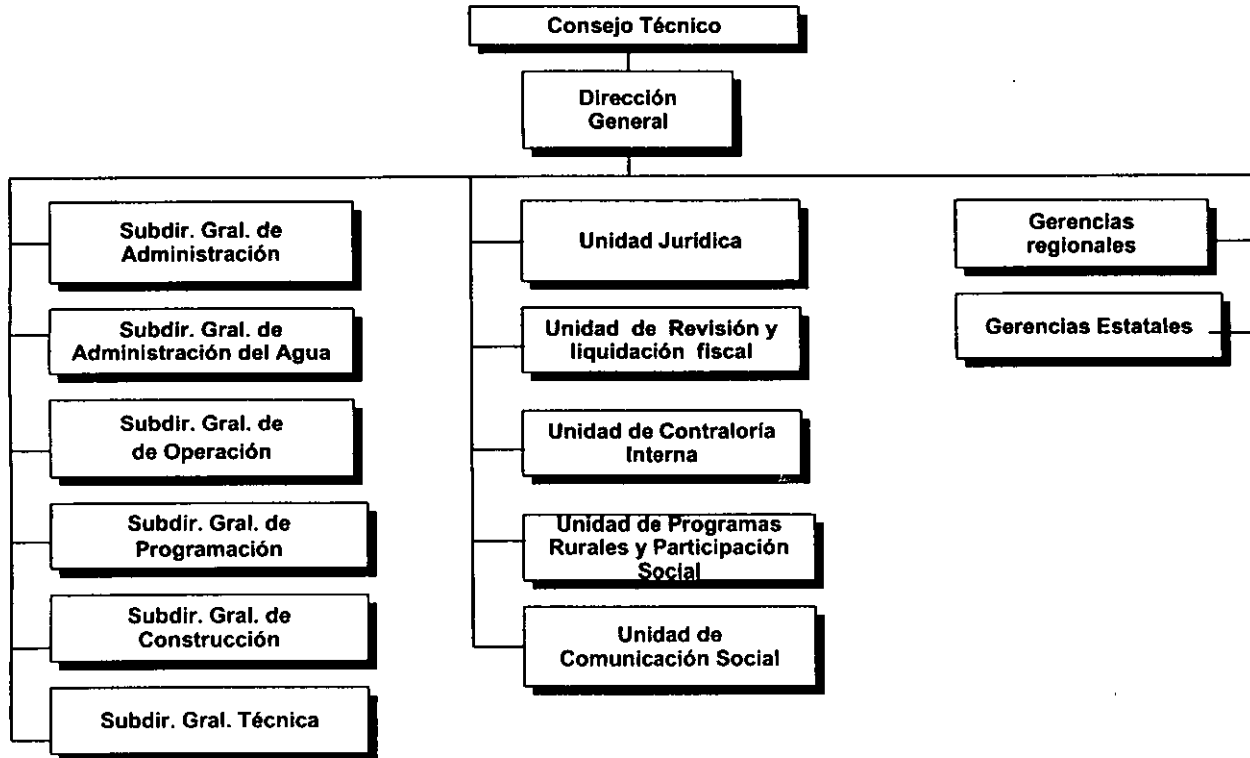 Consejo Técnico
Dirección
General
Subdir. Gral. de
Administración
Subdir. Gral. de
Administración del Agua
Subdir. Gral. de
de Operación
Subdir. Gral. de
Programación
Subdir. Gral. de
Construcción
Subdir. Gral. Técnica
Unidad Jurídica
Unidad de Revisión y
liquidación fiscal
Unidad de Contraloría
Interna
Unidad de Programas
Rurales y Participación
Social
Unidad de
Comunicación Social
Gerencias
regionales
Gerencias Estatales